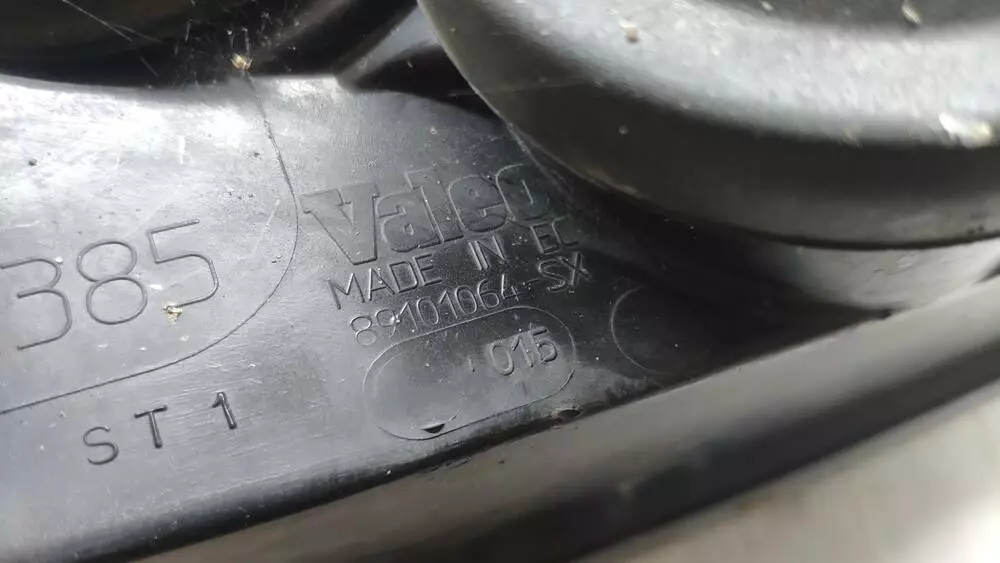 385
Valeo
MADE IN EC
89101064-SX
015
ST 1